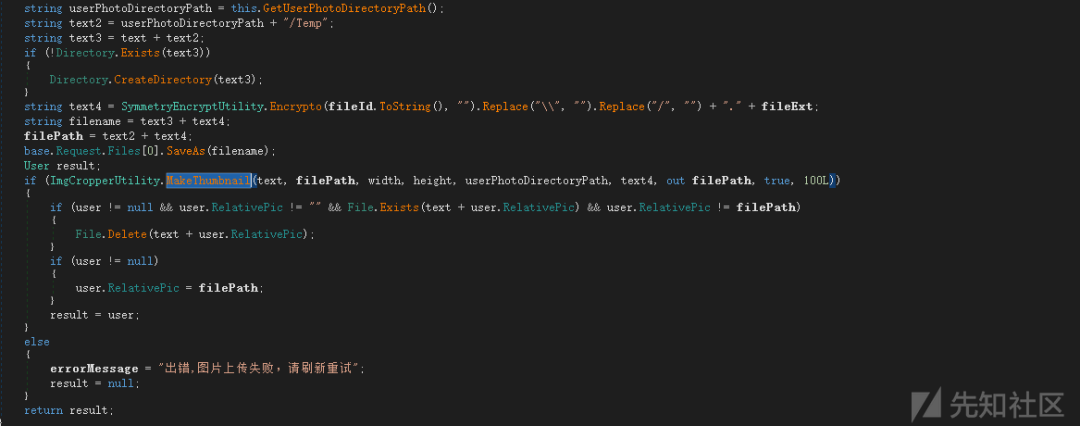 string userPhotoDirectoryPath = this.GetUserPhotoDirectoryPath();
string text2 = userPhotoDirectoryPath + "/Temp";
string text3 = text + text2;
if (!Directory.Exists(text3))
{
Directory.CreateDirectory(text3);
}
string text4 = SymmetryEncryptUtility.Encrypto(fileId.ToString(), "").Replace("\\", "").Replace("/", "") + "." + fileExt;
string filename = text3 + text4;
filePath = text2 + text4;
base.Request.Files[0].SaveAs(filename);
User result;
if (ImgCropperUtility.MakeThumbnail(text, filePath, width, height, userPhotoDirectoryPath, text4, out filePath, true, 100L))
{
if (user != null && user.RelativePic != "" && File.Exists(text + user.RelativePic) && user.RelativePic != filePath)
{
File.Delete(text + user.RelativePic);
}
if (user != null)
{
user.RelativePic = filePath;
}
result = user;
}
else
{
errorMessage = "出错,图片上传失败，请刷新重试";
result = null;
}
return result;
先知社区